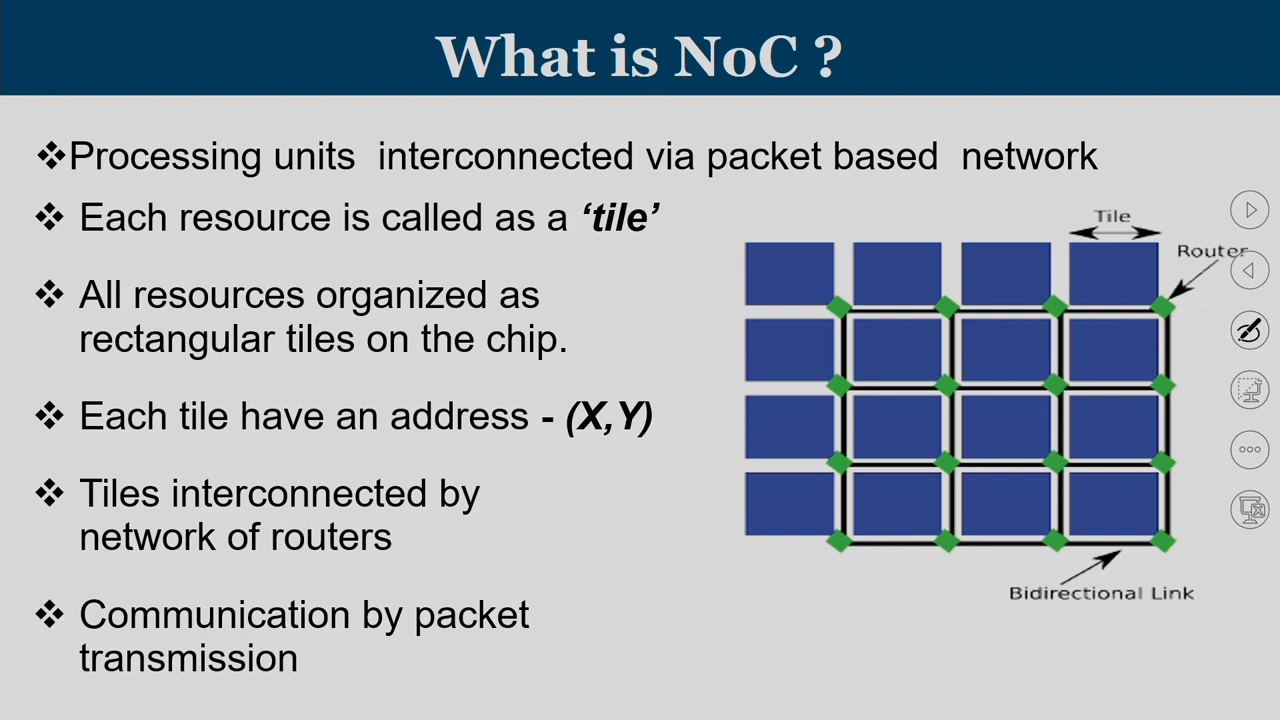 What is NoC ?
❖Processing units interconnected via packet based network
❖ Each resource is called as a ‘tile’
❖ All resources organized as
rectangular tiles on the chip.
❖ Each tile have an address - (X,Y)
❖ Tiles interconnected by
network of routers
❖ Communication by packet
transmission
Tile
Router
Bidirectional Link